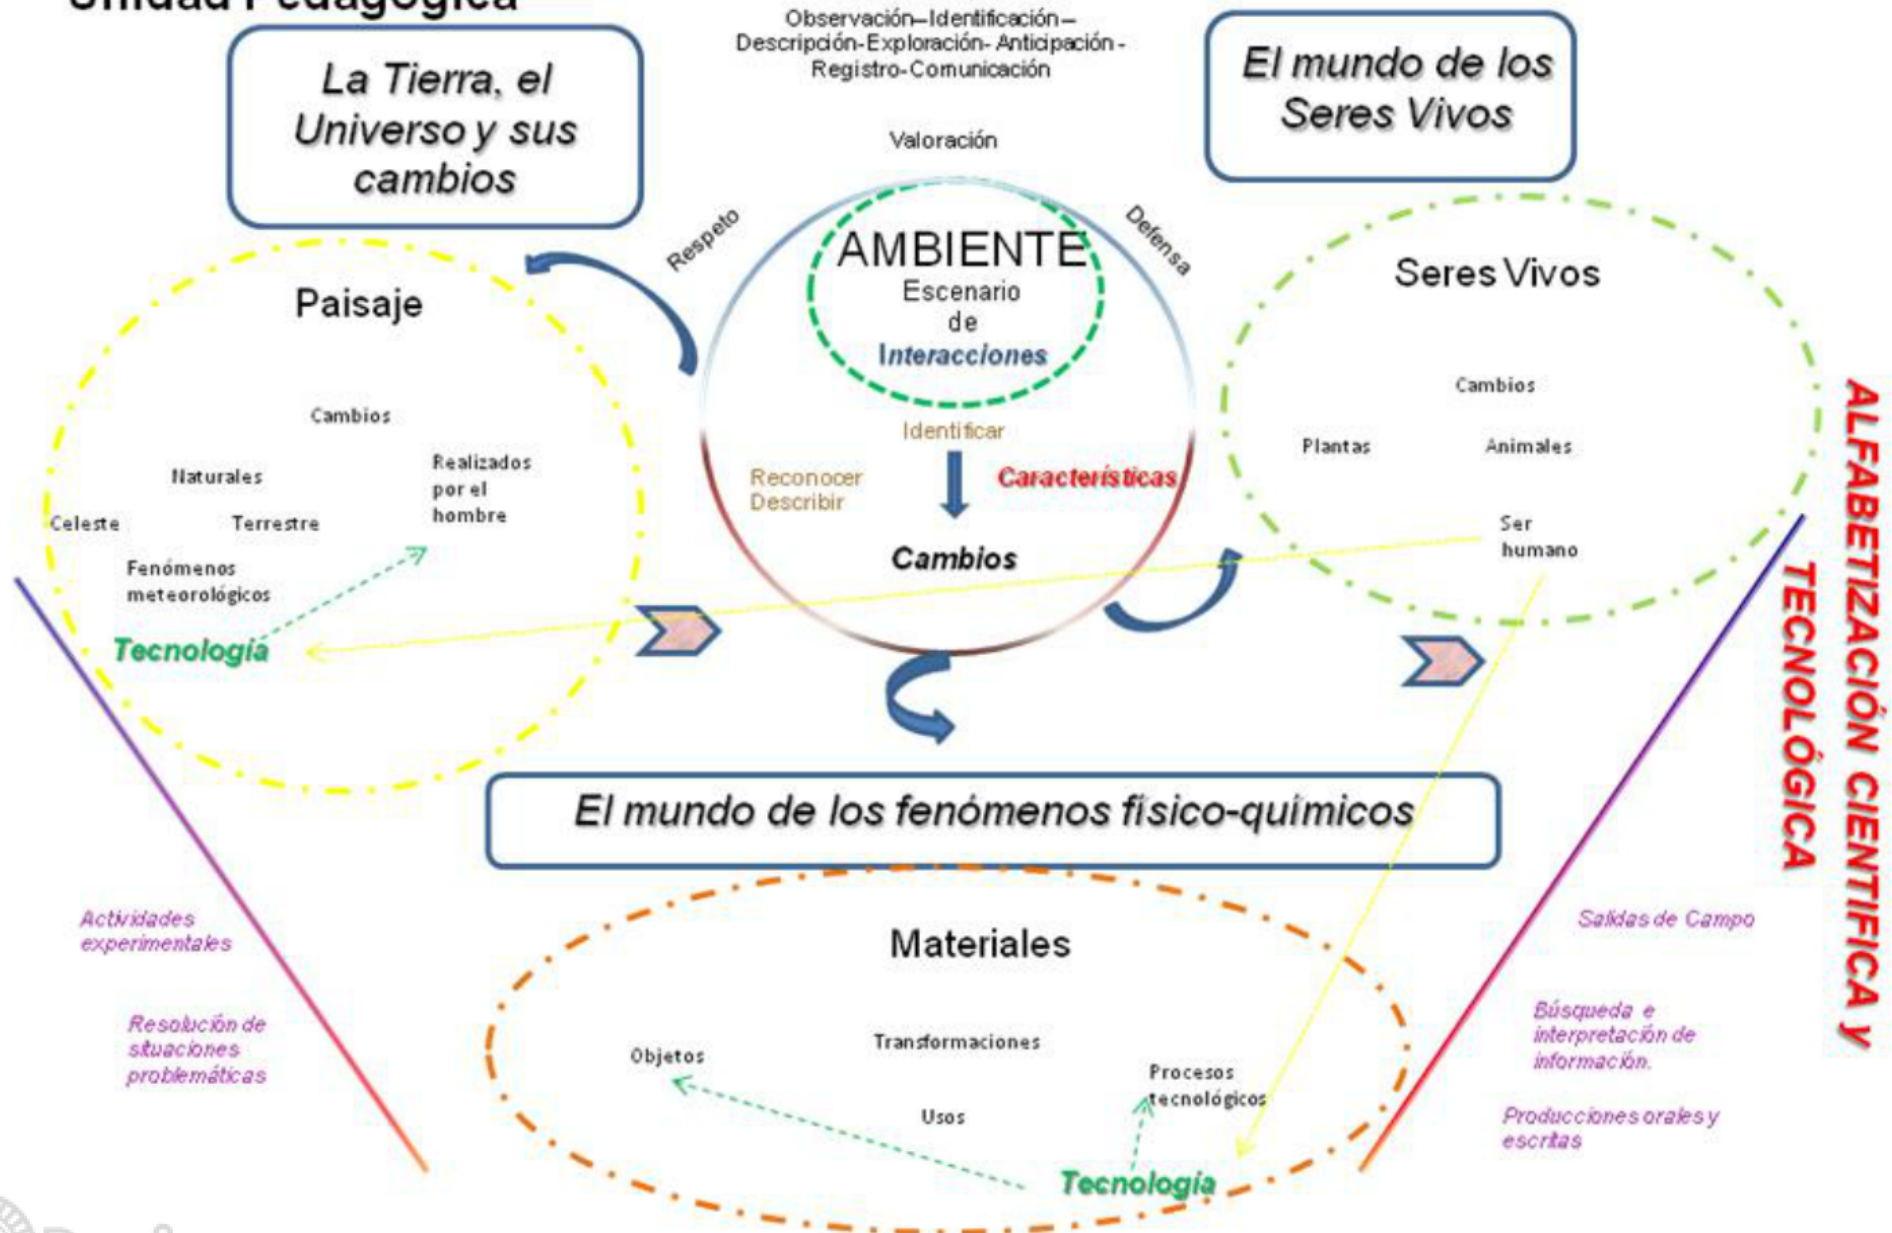 Unidad Pedagógica
Observación–Identificación–
Descripción-Exploración- Anticipación -
Registro-Comunicación
Valoración
Respeto
Defensa
La Tierra, el
Universo y sus
cambios
El mundo de los
Seres Vivos
AMBIENTE
Escenario
de
Interacciones
Identificar
Reconocer
Describir
Características
Cambios
Paisaje
Cambios
Naturales
Realizados
por el
hombre
Celeste
Terrestre
Fenómenos
meteorológicos
Tecnología
Seres Vivos
Cambios
Plantas
Animales
Ser
humano
El mundo de los fenómenos físico-químicos
Materiales
Objetos
Transformaciones
Procesos
tecnológicos
Usos
Tecnología
Actividades
experimentales
Resolución de
situaciones
problemáticas
Salidas de Campo
Búsqueda e
interpretación de
información.
Producciones orales y
escritas
ALFABETIZACIÓN CIENTIFICA y
TECNOLÓGICA